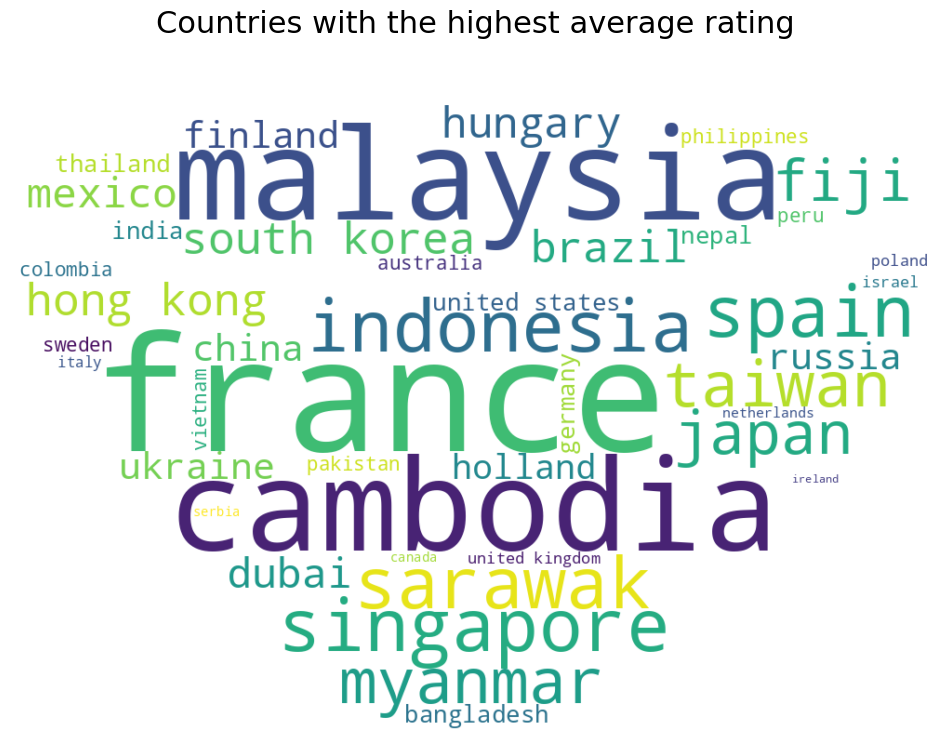 Countries with the highest average rating
hungary
finland
philippines
malaysia
thailand
fiji
mexico
peru
india
south korea
brazil
nepal
australia
colombia
poland
israel
hong kong
united states
spain
indonesia
sweden
china
russia
italy
france
vietnam
germany
taiwan
netherlands
japan
ukraine
pakistan
holland
ireland
cambodia
serbia
canada
united kingdom
dubai
sarawak
singapore
myanmar
bangladesh